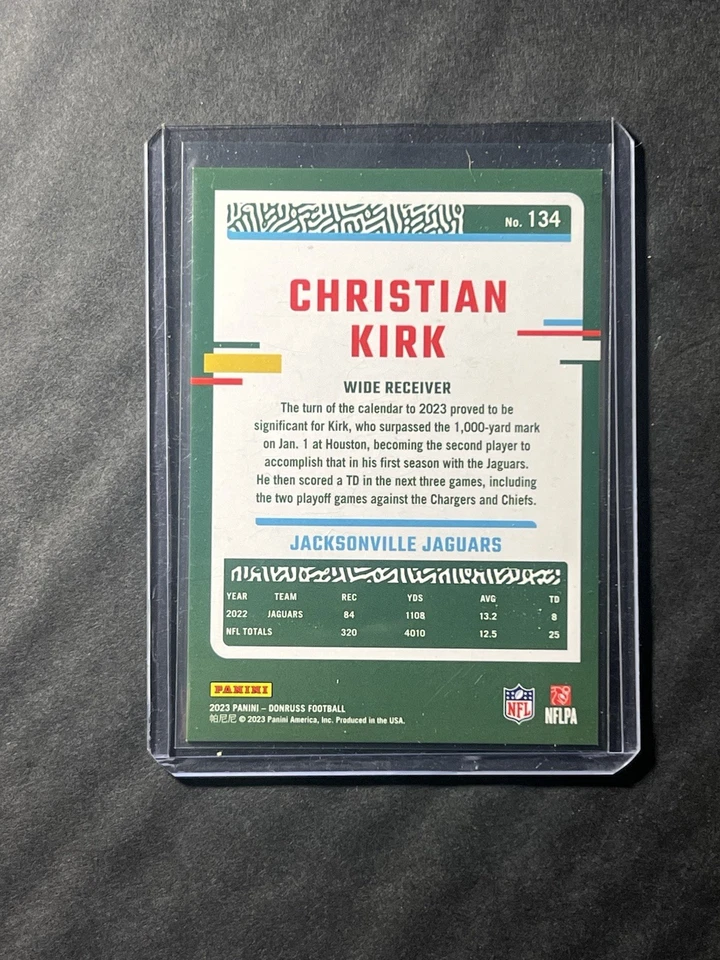 No. 134
CHRISTIAN
KIRK
WIDE RECEIVER
The turn of the calendar to 2023 proved to be
significant for Kirk, who surpassed the 1,000-yard mark
on Jan. 1 at Houston, becoming the second player to
accomplish that in his first season with the Jaguars.
He then scored a TD in the next three games, including
the two playoff games against the Chargers and Chiefs.
JACKSONVILLE JAGUARS
YEAR TEAM REC YDS AVG TD
2022 JAGUARS 84 1108 13.2 8
NFL TOTALS 320 4010 12.5 25
PANINI
2023 PANINI – DONRUSS FOOTBALL
帕尼尼 © 2023 Panini America, Inc. Produced in the USA.
NFL
NFLPA